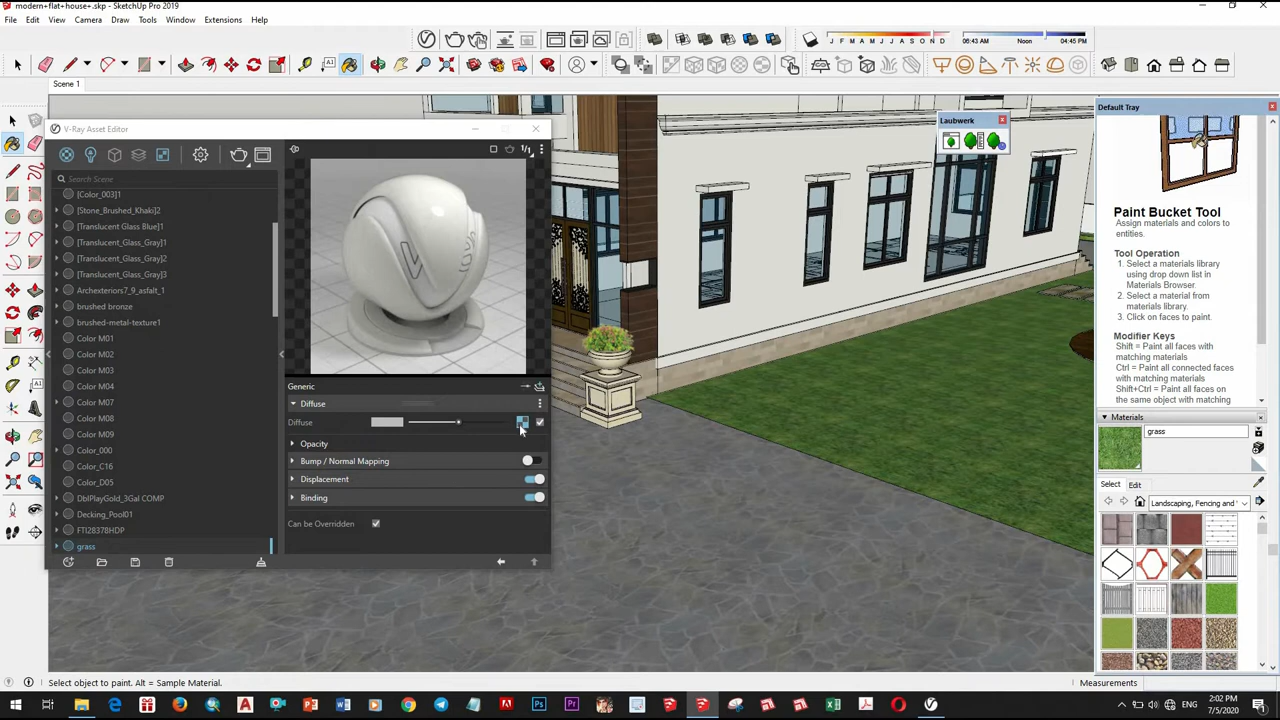 modern+flat+house+.skp - SketchUp Pro 2019
File Edit View Camera Draw Tools Window Extensions Help
J F M A M J J A S O N D
06:43 AM Noon 04:45 PM
Scene 1
V-Ray Asset Editor
Search Scene
[Color_003]1
[Stone_Brushed_Khaki]2
[Translucent Glass Blue]1
[Translucent_Glass_Gray]1
[Translucent_Glass_Gray]2
[Translucent_Glass_Gray]3
Archexteriors7_9_asfalt_1
brushed bronze
brushed-metal-texture1
Color M01
Color M02
Color M03
Color M04
Color M07
Color M08
Color M09
Color_000
Color_C16
Color_D05
DblPlayGold_3Gal COMP
Decking_Pool01
FTI28378HDP
grass
1/1
Generic
Diffuse
Diffuse
Opacity
Bump / Normal Mapping
Displacement
Binding
Can be Overridden
Laubwerk
Default Tray
Paint Bucket Tool
Assign materials and colors to
entities.
Tool Operation
1. Select a materials library
using drop down list in
Materials Browser.
2. Select a material from
materials library.
3. Click on faces to paint.
Modifier Keys
Shift = Paint all faces with
matching materials
Ctrl = Paint all connected faces
with matching materials
Shift+Ctrl = Paint all faces on
the same object with matching
Materials
grass
Select Edit
Landscaping, Fencing and
Select object to paint. Alt = Sample Material.
Measurements
ENG
2:02 PM
7/5/2020